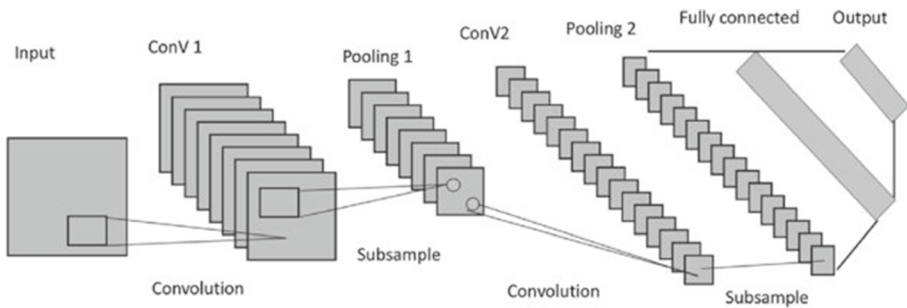 Input
ConV 1
Pooling 1
ConV2
Pooling 2
Fully connected
Output
Convolution
Subsample
Convolution
Subsample